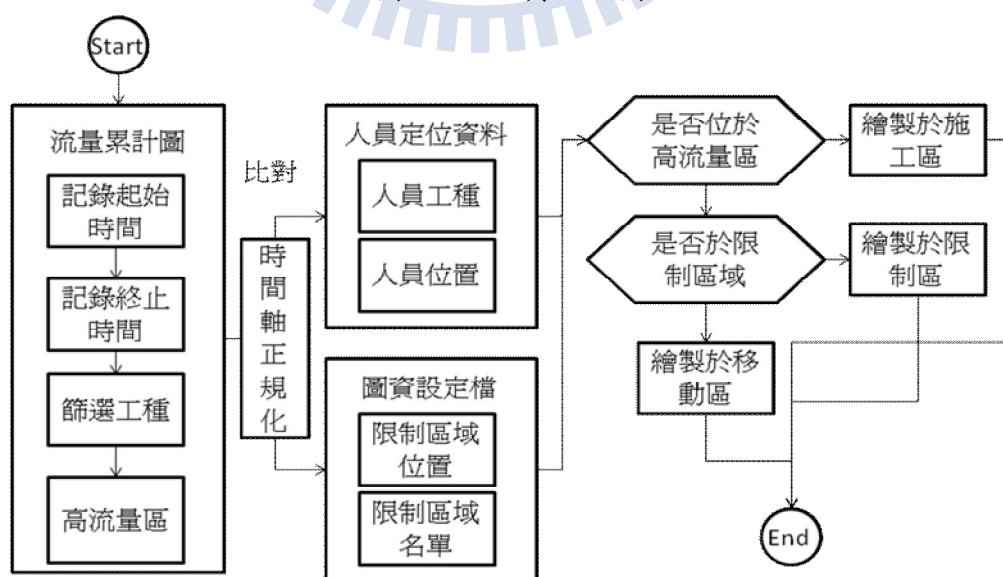 Start
流量累計圖
記錄起始
時間
記錄終止
時間
篩選工種
高流量區
比對
時
間
軸
正
規
化
人員定位資料
人員工種
人員位置
圖資設定檔
限制區域
位置
限制區域
名單
是否位於
高流量區
繪製於施
工區
是否於限
制區域
繪製於限
制區
繪製於移
動區
End